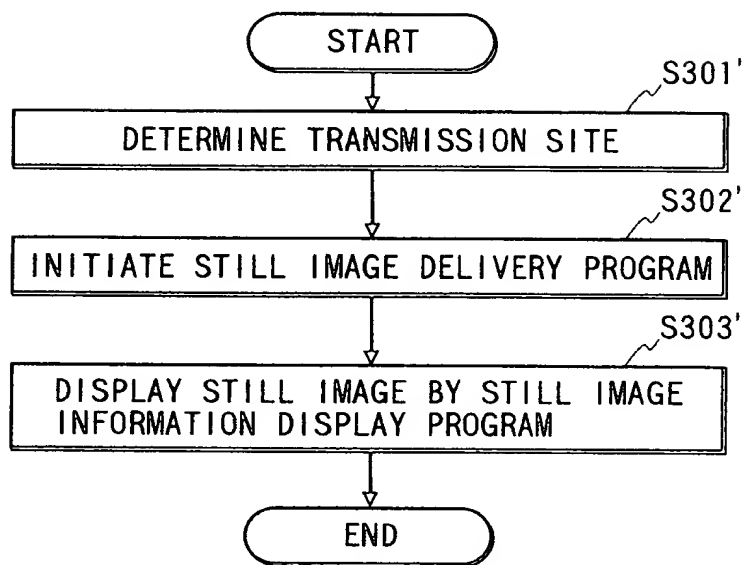 START
S301'
DETERMINE TRANSMISSION SITE
S302'
INITIATE STILL IMAGE DELIVERY PROGRAM
S303'
DISPLAY STILL IMAGE BY STILL IMAGE
INFORMATION DISPLAY PROGRAM
END